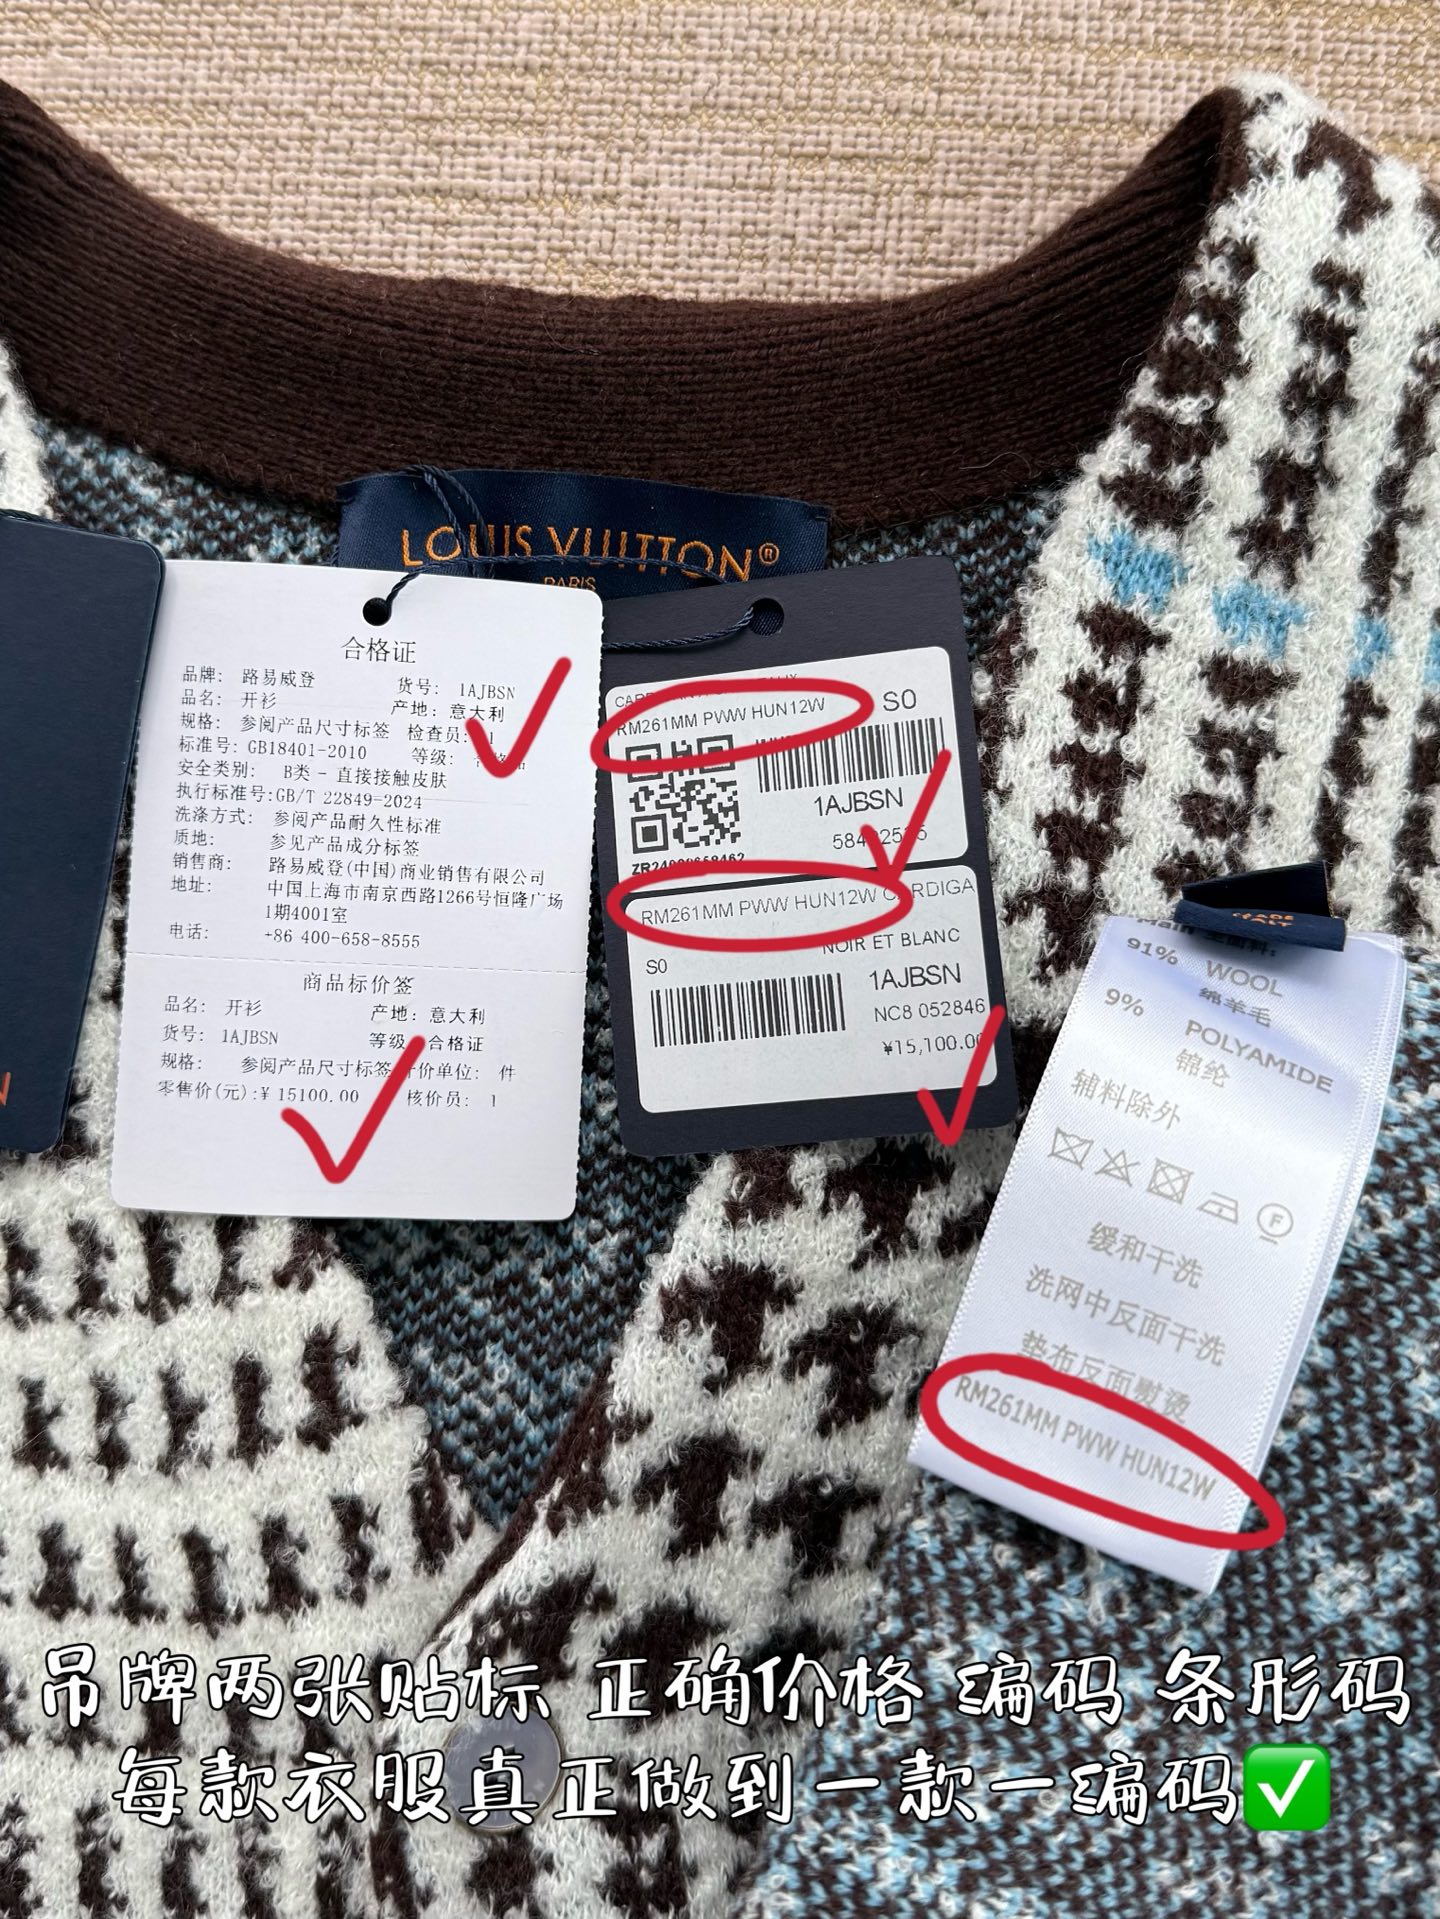 LOUIS VUITTON®
PARIS
合格证
品牌: 路易威登 货号: 1AJBSN
品名: 开衫 产地: 意大利
规格: 参阅产品尺寸标签 检查员: 1
标准号: GB18401-2010 等级:
安全类别: B类 - 直接接触皮肤
执行标准号:GB/T 22849-2024
洗涤方式: 参阅产品耐久性标准
质地: 参见产品成分标签
销售商: 路易威登(中国)商业销售有限公司
地址: 中国上海市南京西路1266号恒隆广场
1期4001室
电话: +86 400-658-8555
商品标价签
品名: 开衫 产地: 意大利
货号: 1AJBSN 等级: 合格证
规格: 参阅产品尺寸标签 计价单位: 件
零售价(元):¥ 15100.00 核价员: 1
RM261MM PWW HUN12W S0
1AJBSN
RM261MM PWW HUN12W CARDIGA
NOIR ET BLANC
S0
1AJBSN
NC8 052846
¥15,100.00
MADE
91% WOOL
绵羊毛
9% POLYAMIDE
锦纶
辅料除外
F
缓和干洗
洗网中反面干洗
垫布反面熨烫
RM261MM PWW HUN12W
吊牌两张贴标 正确价格 编码 条形码
每款衣服真正做到一款一编码✅